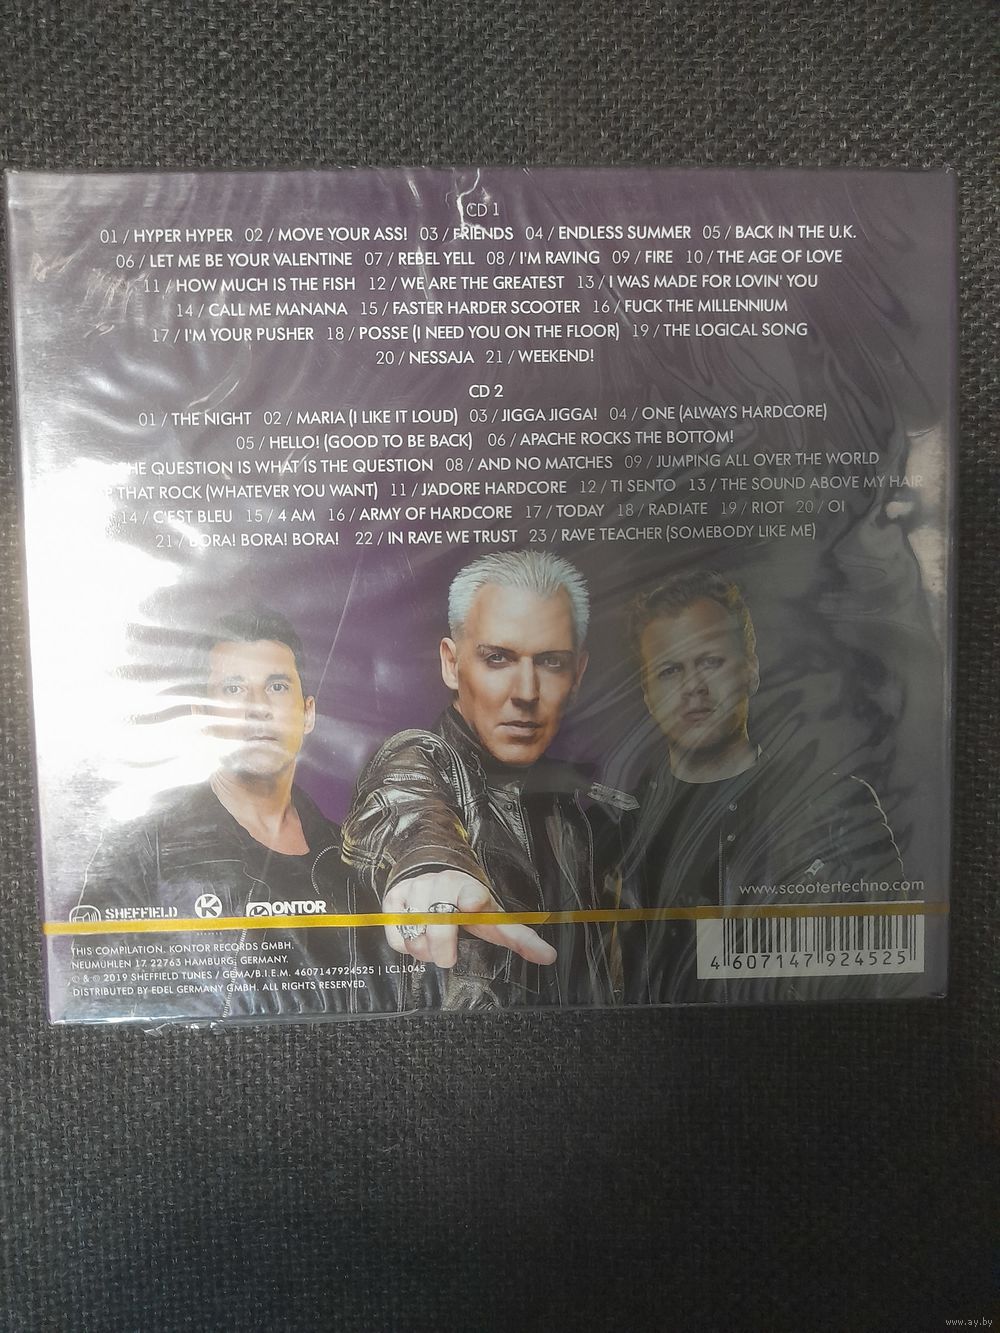 CD 1
01 / HYPER HYPER 02 / MOVE YOUR ASS! 03 / FRIENDS 04 / ENDLESS SUMMER 05 / BACK IN THE U.K.
06 / LET ME BE YOUR VALENTINE 07 / REBEL YELL 08 / I'M RAVING 09 / FIRE 10 / THE AGE OF LOVE
11 / HOW MUCH IS THE FISH 12 / WE ARE THE GREATEST 13 / I WAS MADE FOR LOVIN' YOU
14 / CALL ME MANANA 15 / FASTER HARDER SCOOTER 16 / FUCK THE MILLENNIUM
17 / I'M YOUR PUSHER 18 / POSSE (I NEED YOU ON THE FLOOR) 19 / THE LOGICAL SONG
20 / NESSAJA 21 / WEEKEND!
CD 2
01 / THE NIGHT 02 / MARIA (I LIKE IT LOUD) 03 / JIGGA JIGGA! 04 / ONE (ALWAYS HARDCORE)
05 / HELLO! (GOOD TO BE BACK) 06 / APACHE ROCKS THE BOTTOM!
THE QUESTION IS WHAT IS THE QUESTION 08 / AND NO MATCHES 09 / JUMPING ALL OVER THE WORLD
THAT ROCK (WHATEVER YOU WANT) 11 / J'ADORE HARDCORE 12 / TI SENTO 13 / THE SOUND ABOVE MY HAIR
14 / C'EST BLEU 15 / 4 AM 16 / ARMY OF HARDCORE 17 / TODAY 18 / RADIATE 19 / RIOT 20 / OI
21 / BORA! BORA! BORA! 22 / IN RAVE WE TRUST 23 / RAVE TEACHER (SOMEBODY LIKE ME)
www.scootertechno.com
SHEFFIELD K KONTOR
THIS COMPILATION. KONTOR RECORDS GMBH.
NEUMUHLEN 17 22763 HAMBURG, GERMANY.
℗ & © 2019 SHEFFIELD TUNES / GEMA/B.I.E.M. 4607147924525 | LC11045
DISTRIBUTED BY EDEL GERMANY GMBH. ALL RIGHTS RESERVED.
4 607147 924525
www.ay.by